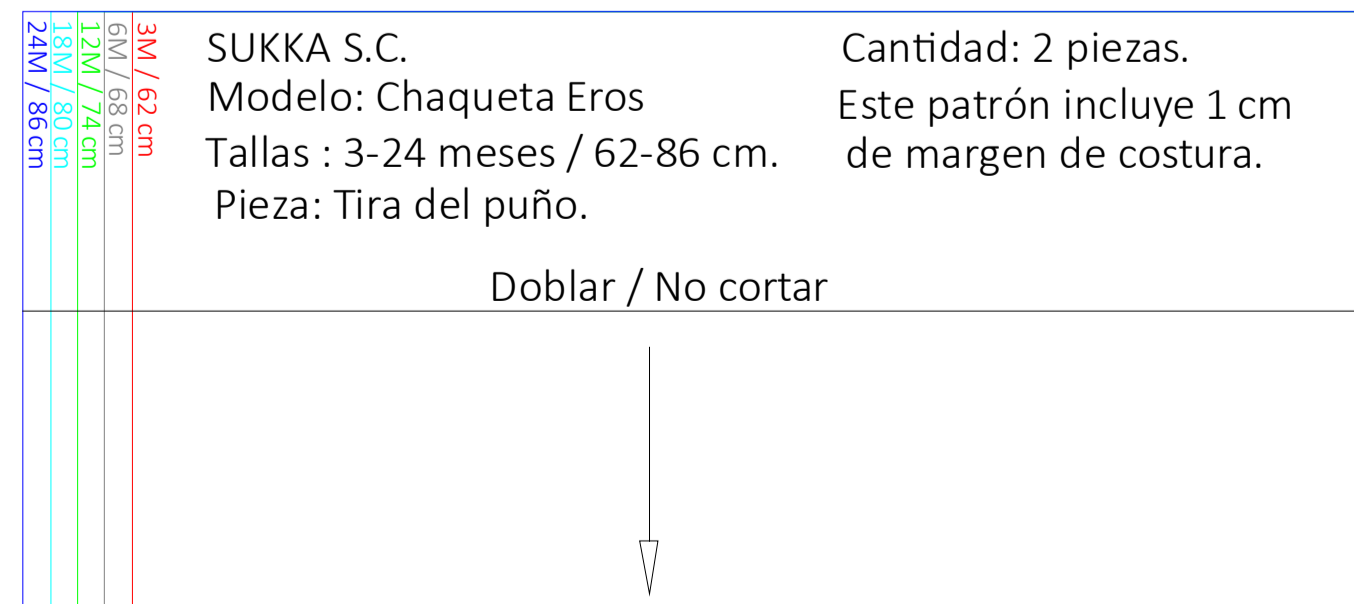 3M / 62 cm
6M / 68 cm
12M / 74 cm
18M / 80 cm
24M / 86 cm
SUKKA S.C.
Modelo: Chaqueta Eros
Tallas : 3-24 meses / 62-86 cm.
Pieza: Tira del puño.
Cantidad: 2 piezas.
Este patrón incluye 1 cm
de margen de costura.
Doblar / No cortar